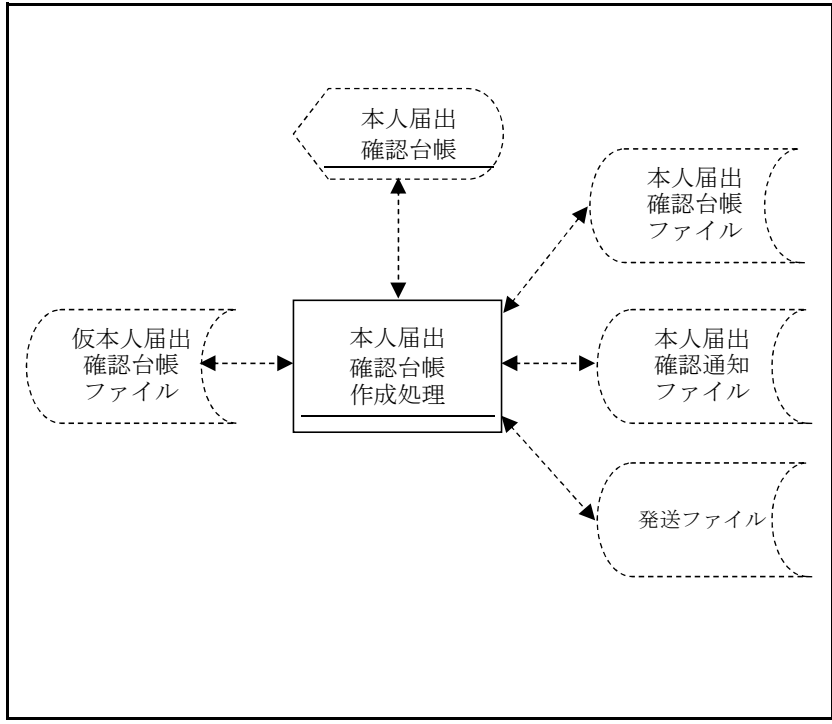 本人届出
確認台帳
本人届出
確認台帳
ファイル
仮本人届出
確認台帳
ファイル
本人届出
確認台帳
作成処理
本人届出
確認通知
ファイル
発送ファイル